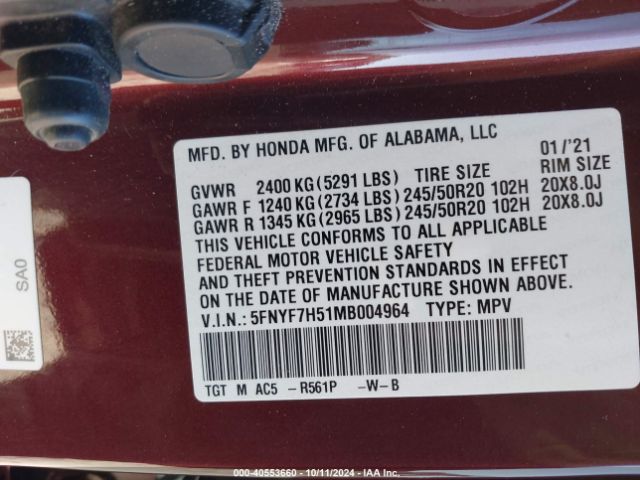 MFD. BY HONDA MFG. OF ALABAMA, LLC 01/'21
GVWR 2400 KG (5291 LBS) TIRE SIZE RIM SIZE
GAWR F 1240 KG (2734 LBS) 245/50R20 102H 20X8.0J
GAWR R 1345 KG (2965 LBS) 245/50R20 102H 20X8.0J
THIS VEHICLE CONFORMS TO ALL APPLICABLE
FEDERAL MOTOR VEHICLE SAFETY
AND THEFT PREVENTION STANDARDS IN EFFECT
ON THE DATE OF MANUFACTURE SHOWN ABOVE.
V.I.N.: 5FNYF7H51MB004964 TYPE: MPV
TGT M AC5 -R561P -W-B
SA0
000-40553660 - 10/11/2024 - IAA LLC.